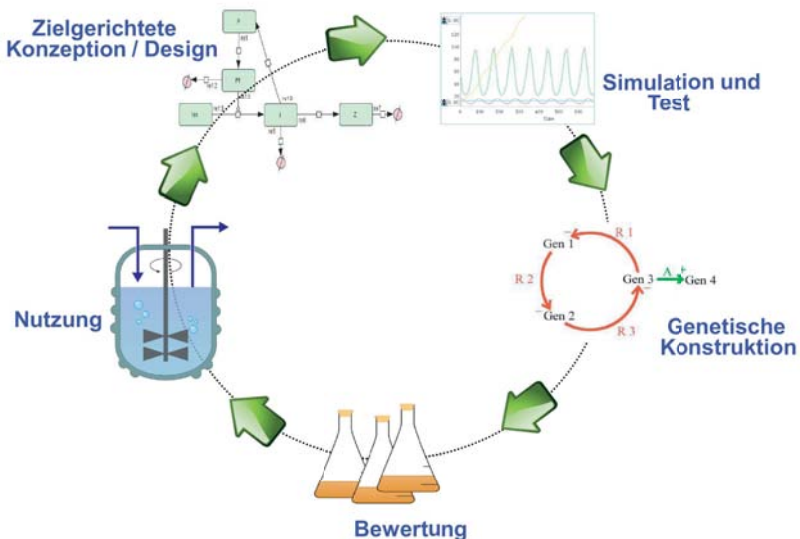 Zielgerichtete
Konzeption / Design
Simulation und
Test
Time
R 1
Gen 1
R 2
Gen 3
A
+
Gen 4
Gen 2
R 3
Genetische
Konstruktion
Nutzung
Bewertung